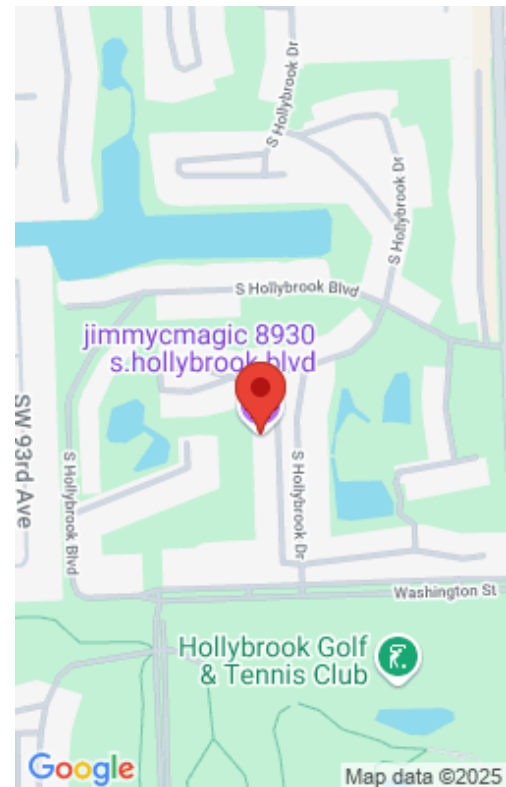 S Hollybrook Dr
S Hollybrook Dr
S Hollybrook Blvd
jimmycmagic 8930
s.hollybrook blvd
SW 93rd Ave
S Hollybrook Blvd
S Hollybrook Dr
Washington St
Hollybrook Golf
& Tennis Club
Google
Map data ©2025